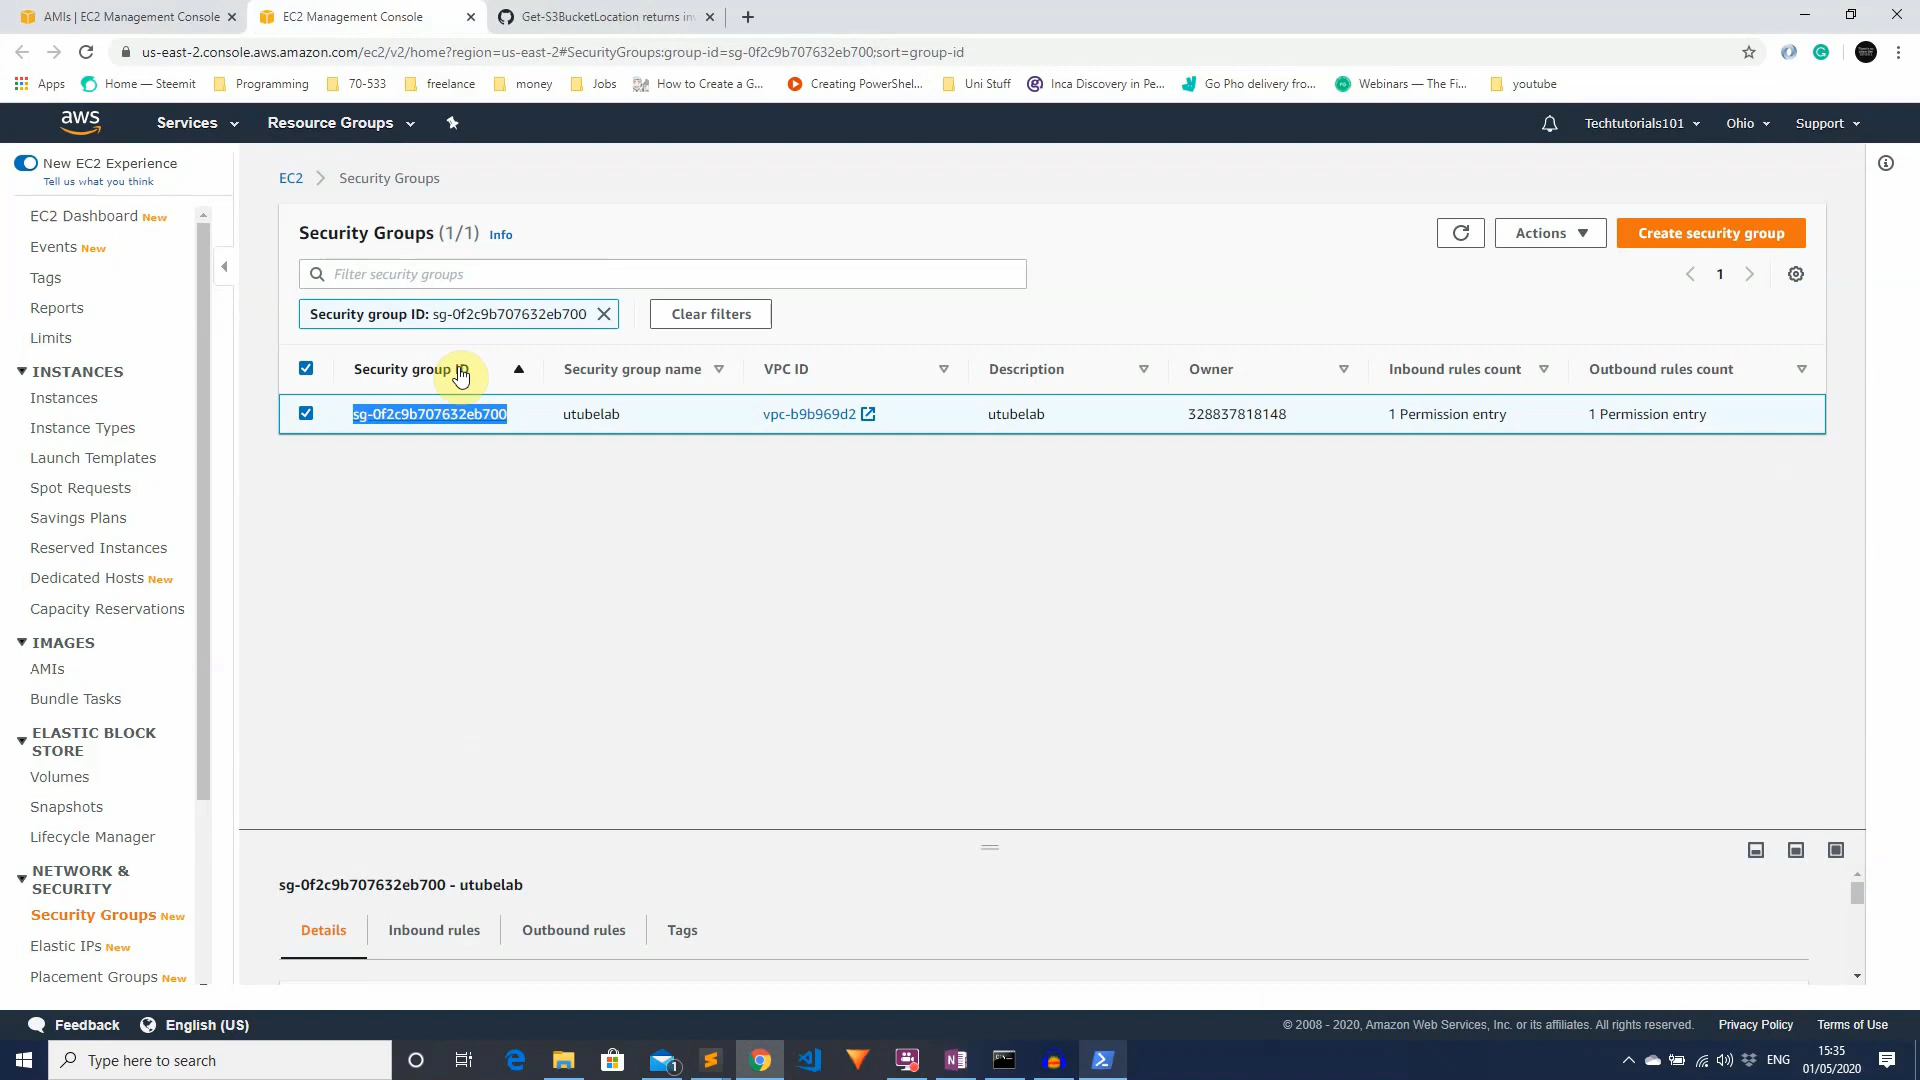 AMIs | EC2 Management Console
EC2 Management Console
Get-S3BucketLocation returns in
us-east-2.console.aws.amazon.com/ec2/v2/home?region=us-east-2#SecurityGroups:group-id=sg-0f2c9b707632eb700;sort=group-id
Apps
Home — Steemit
Programming
70-533
freelance
money
Jobs
How to Create a G...
Creating PowerShel...
Uni Stuff
Inca Discovery in Pe...
Go Pho delivery fro...
Webinars — The Fi...
youtube
aws
Services
Resource Groups
Techtutorials101
Ohio
Support
New EC2 Experience
Tell us what you think
EC2 Dashboard New
Events New
Tags
Reports
Limits
INSTANCES
Instances
Instance Types
Launch Templates
Spot Requests
Savings Plans
Reserved Instances
Dedicated Hosts New
Capacity Reservations
IMAGES
AMIs
Bundle Tasks
ELASTIC BLOCK
STORE
Volumes
Snapshots
Lifecycle Manager
NETWORK &
SECURITY
Security Groups New
Elastic IPs New
Placement Groups New
EC2
Security Groups
Security Groups (1/1) Info
Actions
Create security group
Filter security groups
1
Security group ID: sg-0f2c9b707632eb700
Clear filters
Security group ID
Security group name
VPC ID
Description
Owner
Inbound rules count
Outbound rules count
sg-0f2c9b707632eb700
utubelab
vpc-b9b969d2
utubelab
328837818148
1 Permission entry
1 Permission entry
sg-0f2c9b707632eb700 - utubelab
Details
Inbound rules
Outbound rules
Tags
Feedback
English (US)
© 2008 - 2020, Amazon Web Services, Inc. or its affiliates. All rights reserved.
Privacy Policy
Terms of Use
Type here to search
1
ENG
15:35
01/05/2020